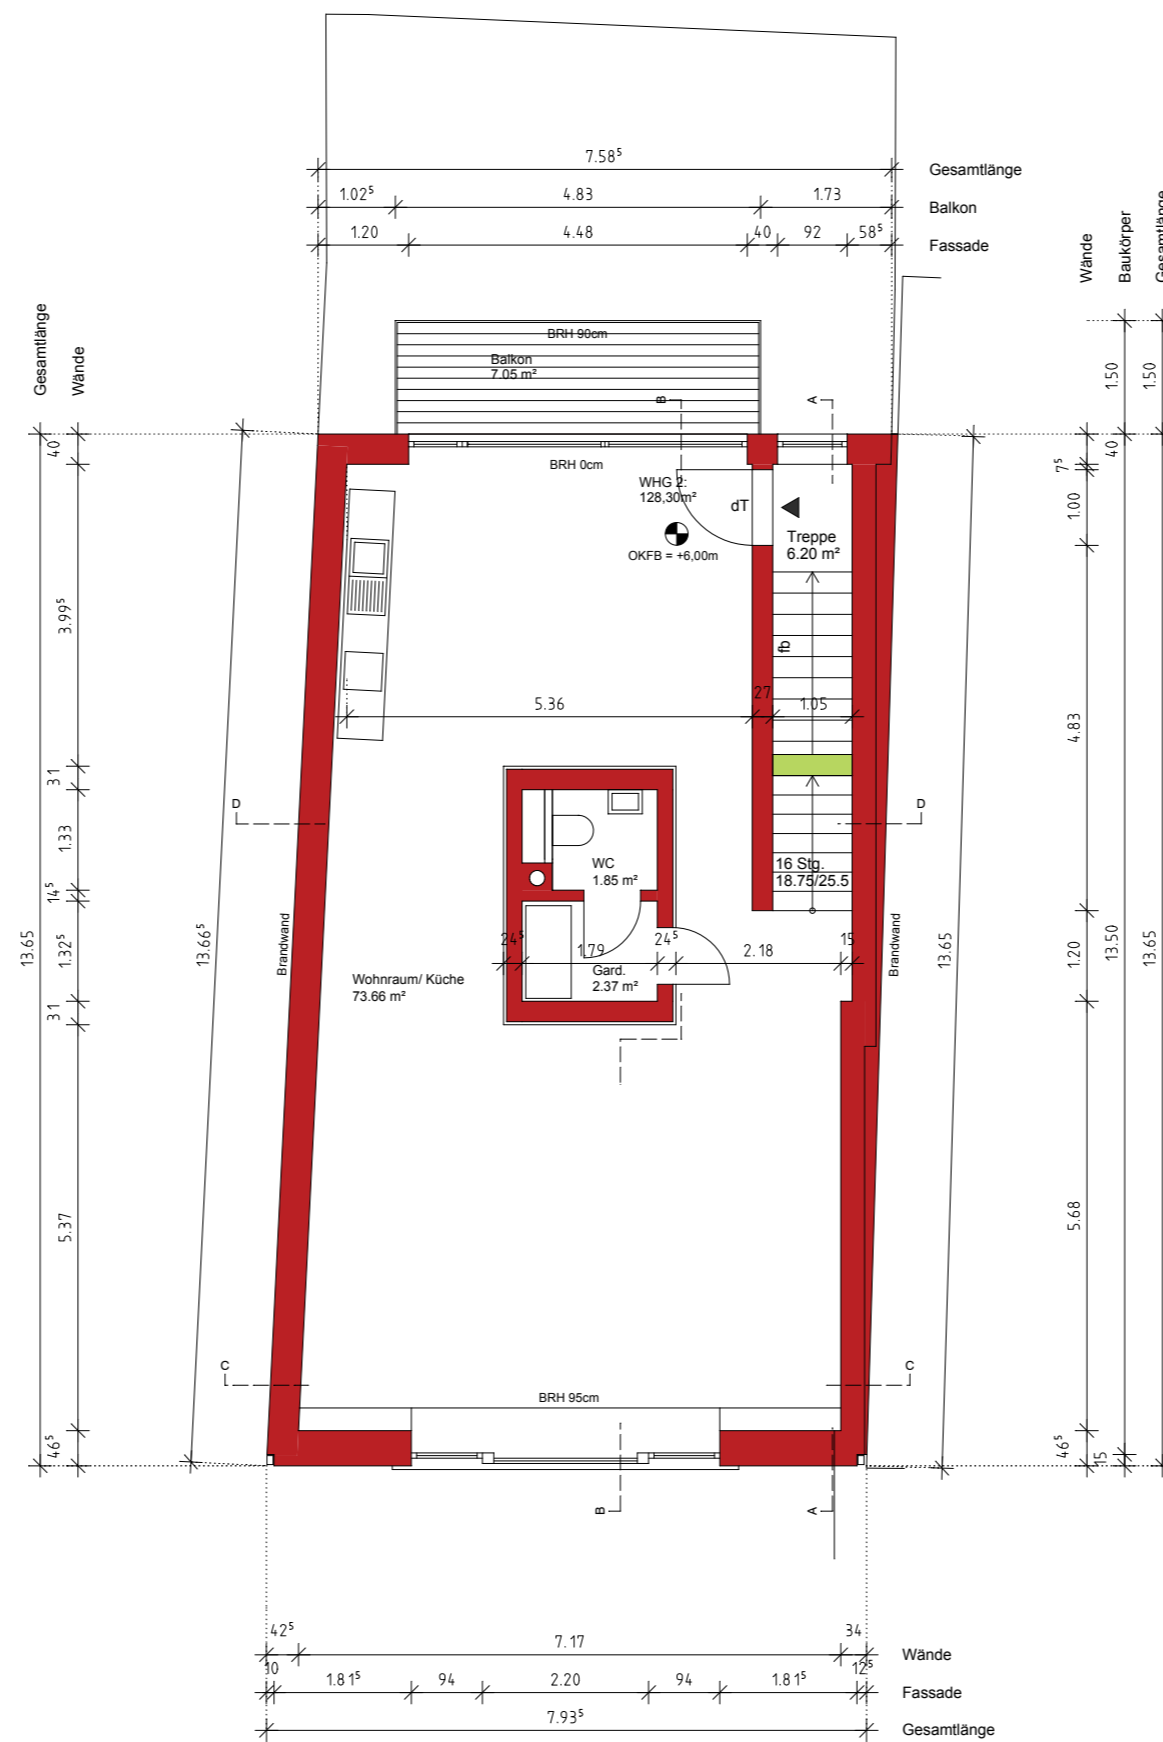 7.58⁵
Gesamtlänge
1.02⁵ 4.83 1.73
Balkon
1.20 4.48 40 92 58⁵
Fassade
Gesamtlänge
Wände
Wände
Baukörper
Gesamtlänge
BRH 90cm
Balkon
7.05 m²
1.50
1.50
B
A
40
40
7⁵
BRH 0cm
WHG 2:
128,30m²
dT
1.00
OKFB = +6,00m
Treppe
6.20 m²
3.99⁵
fb
5.36
27
1.05
4.83
31
D
D
1.33
WC
1.85 m²
16 Stg.
18.75/25.5
14⁵
13.65
13.66⁵
Brandwand
1.32⁵
24⁵
1.79
24⁵
2.18
15
Brandwand
13.65
1.20
13.50
13.65
Gard.
2.37 m²
Wohnraum/ Küche
73.66 m²
31
5.37
5.68
C
C
BRH 95cm
46⁵
46⁵
15
B
A
42⁵
7.17
34
Wände
10
1.81⁵
94
2.20
94
1.81⁵
12⁵
Fassade
7.93⁵
Gesamtlänge